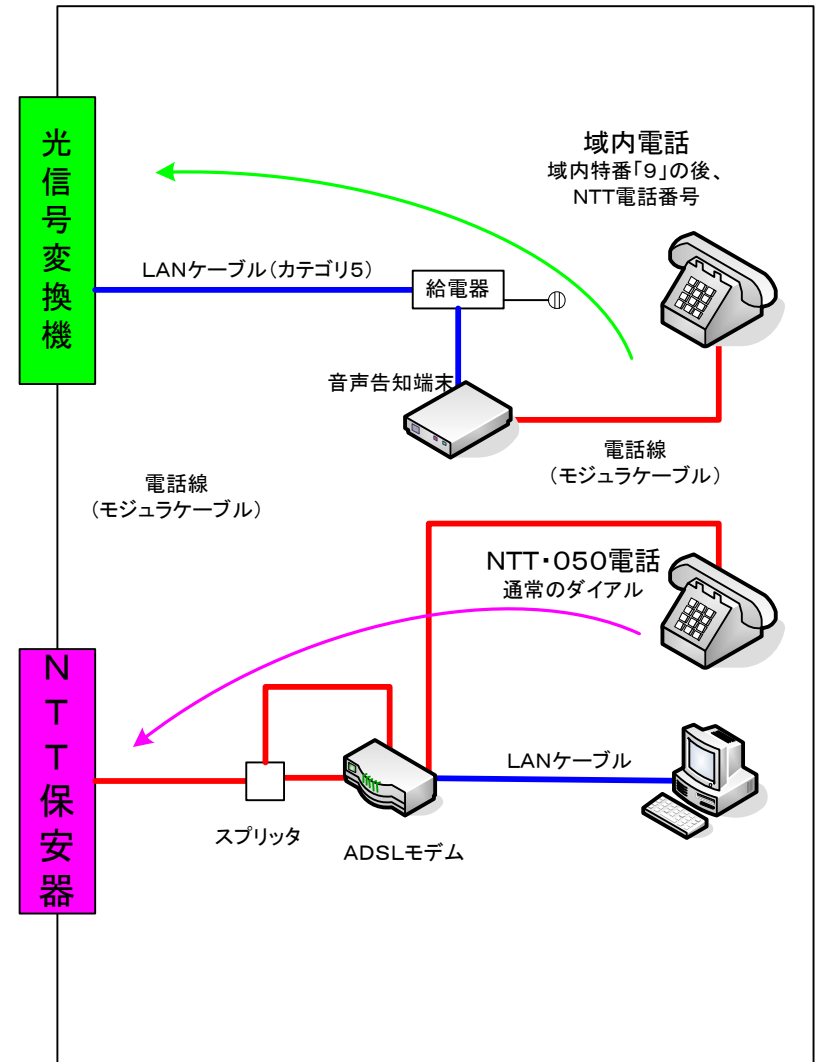 光信号変換機
域内電話
域内特番「９」の後、
NTT電話番号
LANケーブル（カテゴリ５）
給電器
音声告知端末
電話線
（モジュラケーブル）
電話線
（モジュラケーブル）
NTT・050電話
通常のダイアル
NTT保安器
LANケーブル
スプリッタ
ADSLモデム